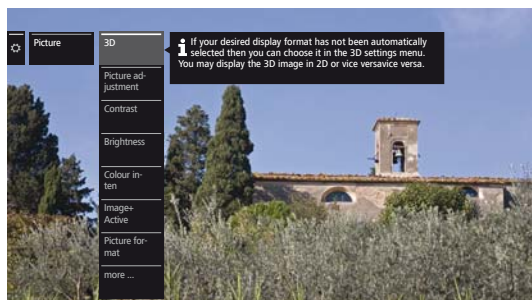 Picture
3D
If your desired display format has not been automatically
selected then you can choose it in the 3D settings menu.
You may display the 3D image in 2D or vice versavice versa.
Picture ad-
justment
Contrast
Brightness
Colour in-
ten
Image+
Active
Picture for-
mat
more ...